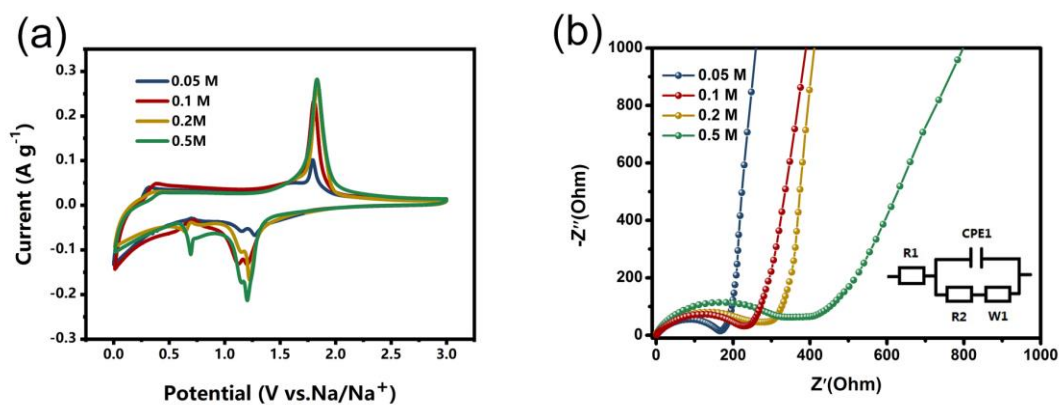 (a)
0.3
0.2
0.1
0.0
-0.1
-0.2
-0.3
Current (A g⁻¹)
0.05 M
0.1 M
0.2M
0.5M
0.0 0.5 1.0 1.5 2.0 2.5 3.0
Potential (V vs.Na/Na⁺)
(b)
1000
800
600
400
200
0
-Z''(Ohm)
0.05 M
0.1 M
0.2 M
0.5 M
CPE1
R1
R2 W1
0 200 400 600 800 1000
Z'(Ohm)